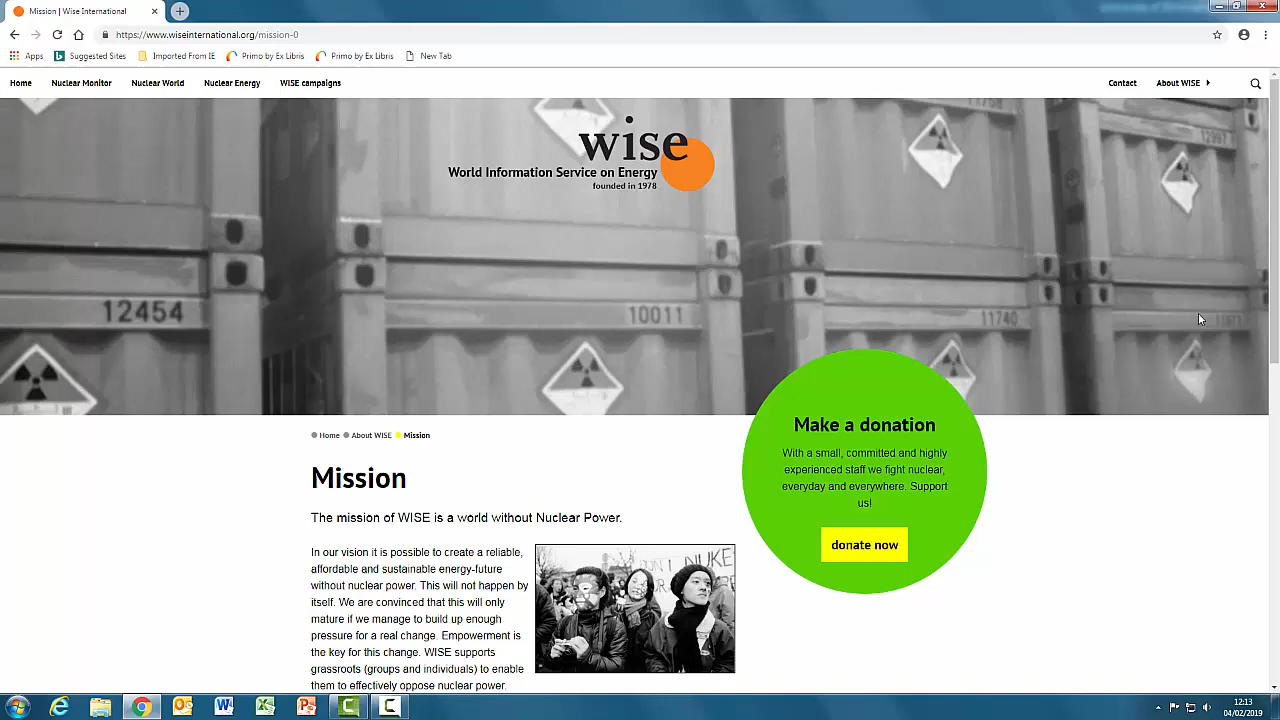 Mission | Wise International
https://www.wiseinternational.org/mission-0
Apps Suggested Sites Imported From IE Primo by Ex Libris Primo by Ex Libris New Tab
Home Nuclear Monitor Nuclear World Nuclear Energy WISE campaigns Contact About WISE
wise
World Information Service on Energy
founded in 1978
12454
10011
11740
Make a donation
With a small, committed and highly
experienced staff we fight nuclear,
everyday and everywhere. Support
us!
donate now
Home About WISE Mission
Mission
The mission of WISE is a world without Nuclear Power.
In our vision it is possible to create a reliable,
affordable and sustainable energy-future
without nuclear power. This will not happen by
itself. We are convinced that this will only
mature if we manage to build up enough
pressure for a real change. Empowerment is
the key for this change. WISE supports
grassroots (groups and individuals) to enable
them to effectively oppose nuclear power.
12:13
04/02/2019